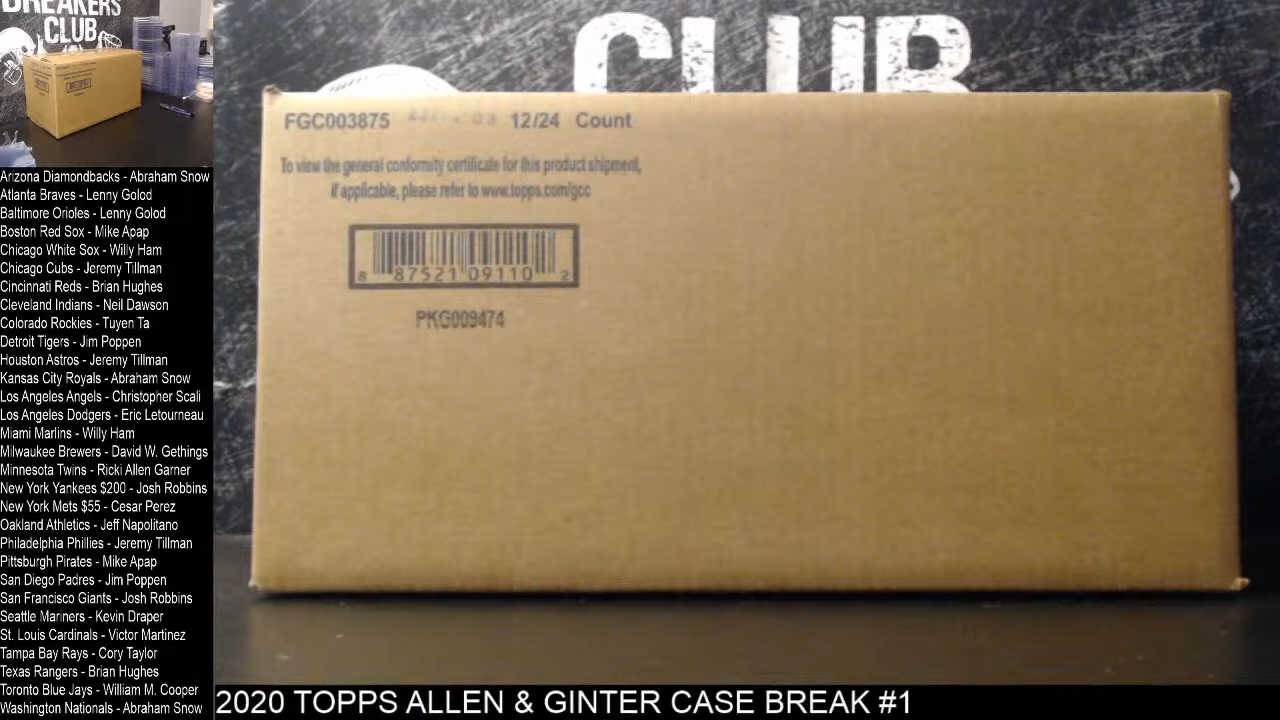 BREAKERS
CLUB
CLUB
FGC003875 12/24 Count
To view the general conformity certificate for this product shipment,
if applicable, please refer to www.topps.com/gcc
8 87521 09110 2
PKG009474
Arizona Diamondbacks - Abraham Snow
Atlanta Braves - Lenny Golod
Baltimore Orioles - Lenny Golod
Boston Red Sox - Mike Apap
Chicago White Sox - Willy Ham
Chicago Cubs - Jeremy Tillman
Cincinnati Reds - Brian Hughes
Cleveland Indians - Neil Dawson
Colorado Rockies - Tuyen Ta
Detroit Tigers - Jim Poppen
Houston Astros - Jeremy Tillman
Kansas City Royals - Abraham Snow
Los Angeles Angels - Christopher Scali
Los Angeles Dodgers - Eric Letourneau
Miami Marlins - Willy Ham
Milwaukee Brewers - David W. Gethings
Minnesota Twins - Ricki Allen Garner
New York Yankees $200 - Josh Robbins
New York Mets $55 - Cesar Perez
Oakland Athletics - Jeff Napolitano
Philadelphia Phillies - Jeremy Tillman
Pittsburgh Pirates - Mike Apap
San Diego Padres - Jim Poppen
San Francisco Giants - Josh Robbins
Seattle Mariners - Kevin Draper
St. Louis Cardinals - Victor Martinez
Tampa Bay Rays - Cory Taylor
Texas Rangers - Brian Hughes
Toronto Blue Jays - William M. Cooper
Washington Nationals - Abraham Snow
2020 TOPPS ALLEN & GINTER CASE BREAK #1